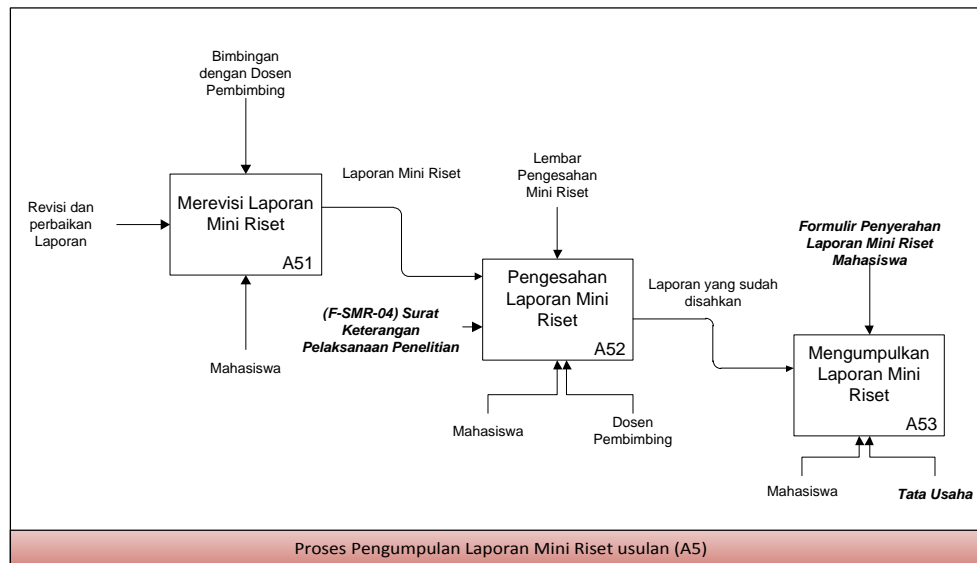 Bimbingan
dengan Dosen
Pembimbing
Revisi dan
perbaikan
Laporan
Merevisi Laporan
Mini Riset
A51
Mahasiswa
Laporan Mini Riset
Lembar
Pengesahan
Mini Riset
(F-SMR-04) Surat
Keterangan
Pelaksanaan Penelitian
Pengesahan
Laporan Mini
Riset
A52
Mahasiswa
Dosen
Pembimbing
Laporan yang sudah
disahkan
Formulir Penyerahan
Laporan Mini Riset
Mahasiswa
Mengumpulkan
Laporan Mini
Riset
A53
Mahasiswa
Tata Usaha
Proses Pengumpulan Laporan Mini Riset usulan (A5)